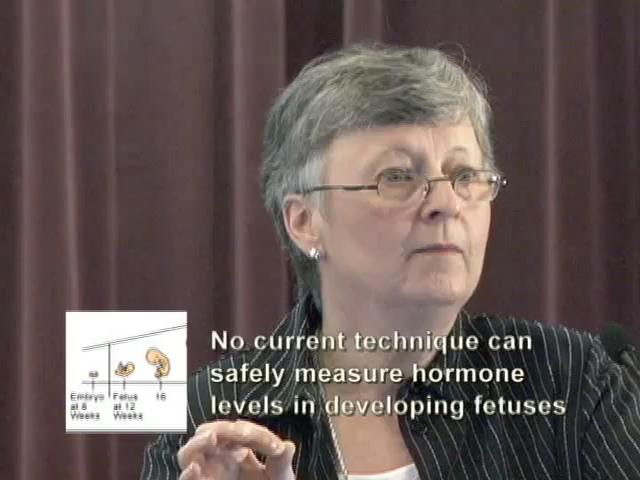 No current technique can
safely measure hormone
levels in developing fetuses
Embryo Fetus 16
at 8 at 12
Weeks Weeks